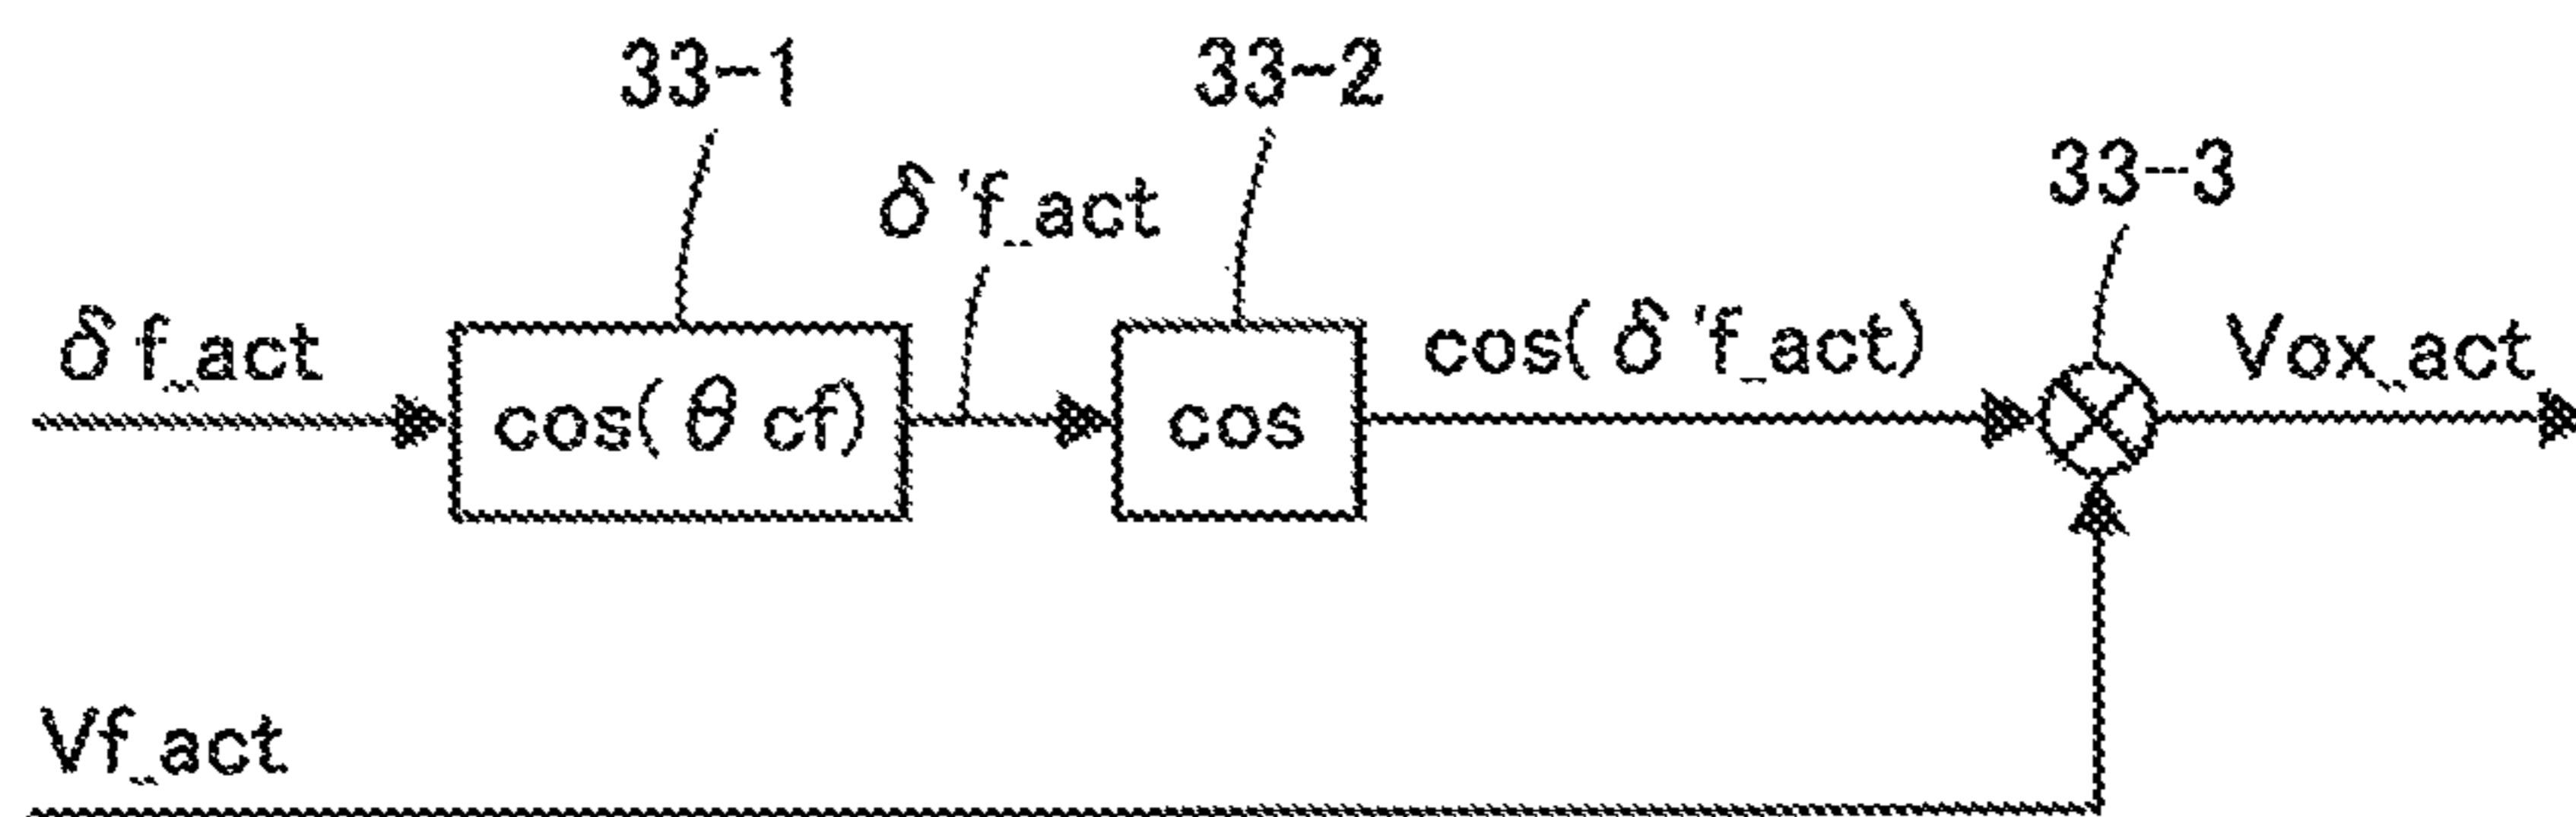 33-1
33-2
33-3
δ'f_act
δf_act
cos(θcf)
cos
cos(δ'f_act)
Vox_act
Vf_act